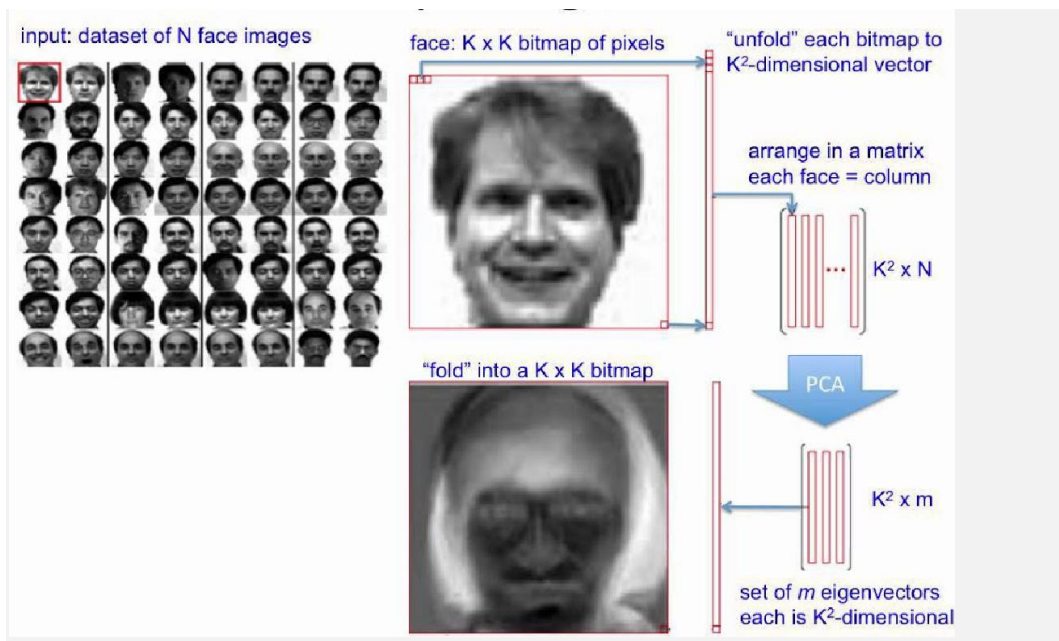 input: dataset of N face images
face: K x K bitmap of pixels
“unfold” each bitmap to
K²-dimensional vector
arrange in a matrix
each face = column
...
K² x N
PCA
“fold” into a K x K bitmap
K² x m
set of m eigenvectors
each is K²-dimensional